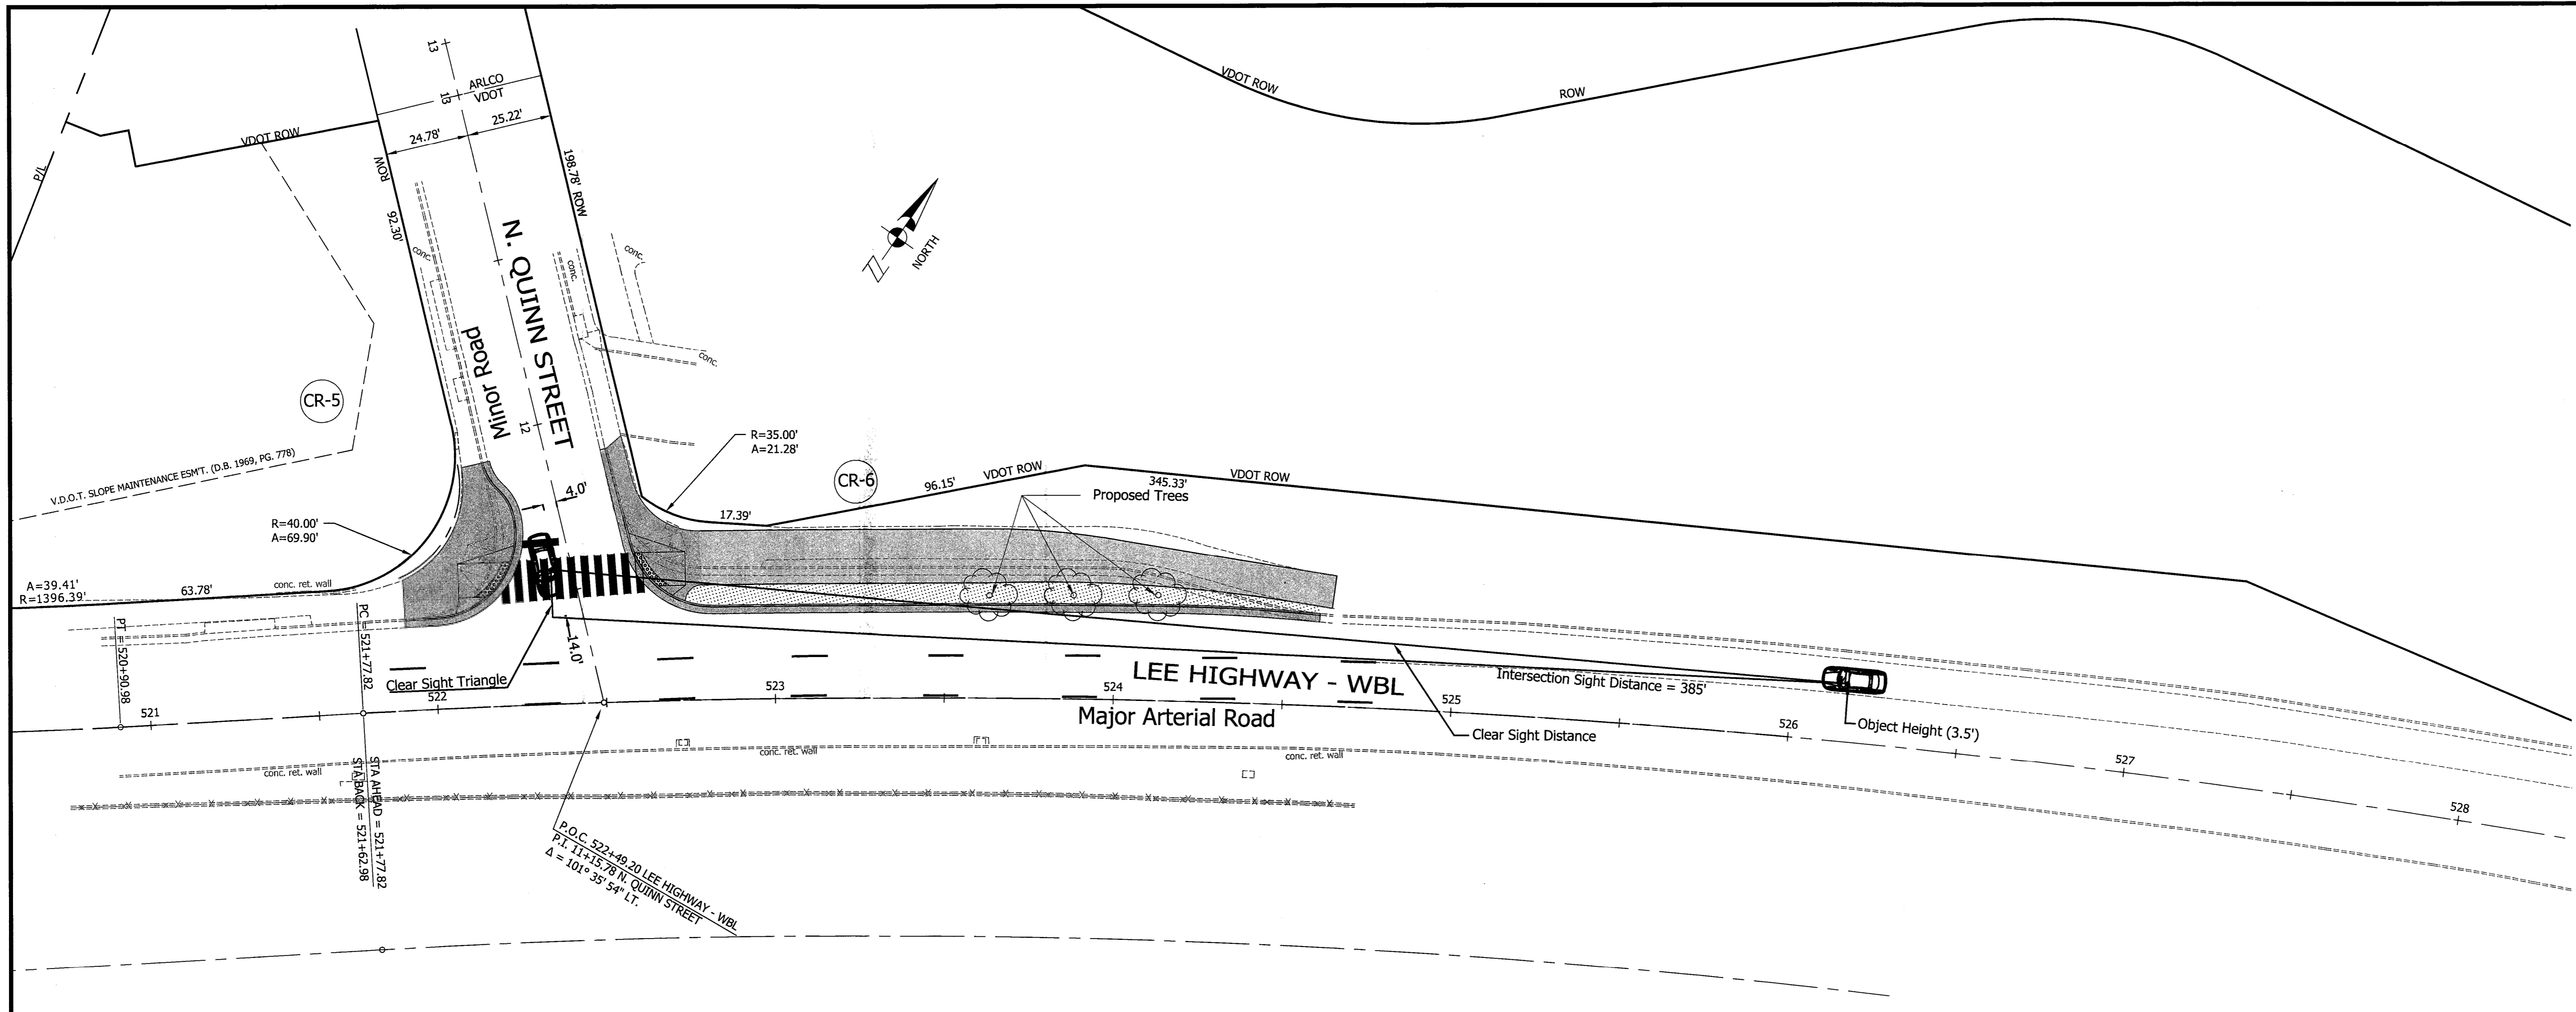 13
ARLCO
13
VDOT
VDOT ROW
ROW
P/L
VDOT ROW
24.78'
25.22'
ROW
198.78' ROW
92.30'
conc.
conc.
conc.
conc.
NORTH
N. QUINN STREET
Minor Road
12
CR-5
V.D.O.T. SLOPE MAINTENANCE ESM'T. (D.B. 1969, PG. 778)
R=35.00'
A=21.28'
CR-6
4.0'
17.39'
96.15'
VDOT ROW
345.33'
VDOT ROW
Proposed Trees
R=40.00'
A=69.90'
A=39.41'
R=1396.39'
63.78'
conc. ret. wall
PT = 520+90.98
PC = 521+77.82
14.0'
Clear Sight Triangle
LEE HIGHWAY - WBL
Major Arterial Road
Intersection Sight Distance = 385'
Clear Sight Distance
Object Height (3.5')
521
522
523
524
525
526
527
528
conc. ret. wall
conc. ret. wall
conc. ret. wall
STA AHEAD = 521+77.82
STA BACK = 521+62.98
P.O.C. 522+49.20 LEE HIGHWAY - WBL
P.I. 11+15.78 N. QUINN STREET
Δ = 101° 35' 54" LT.